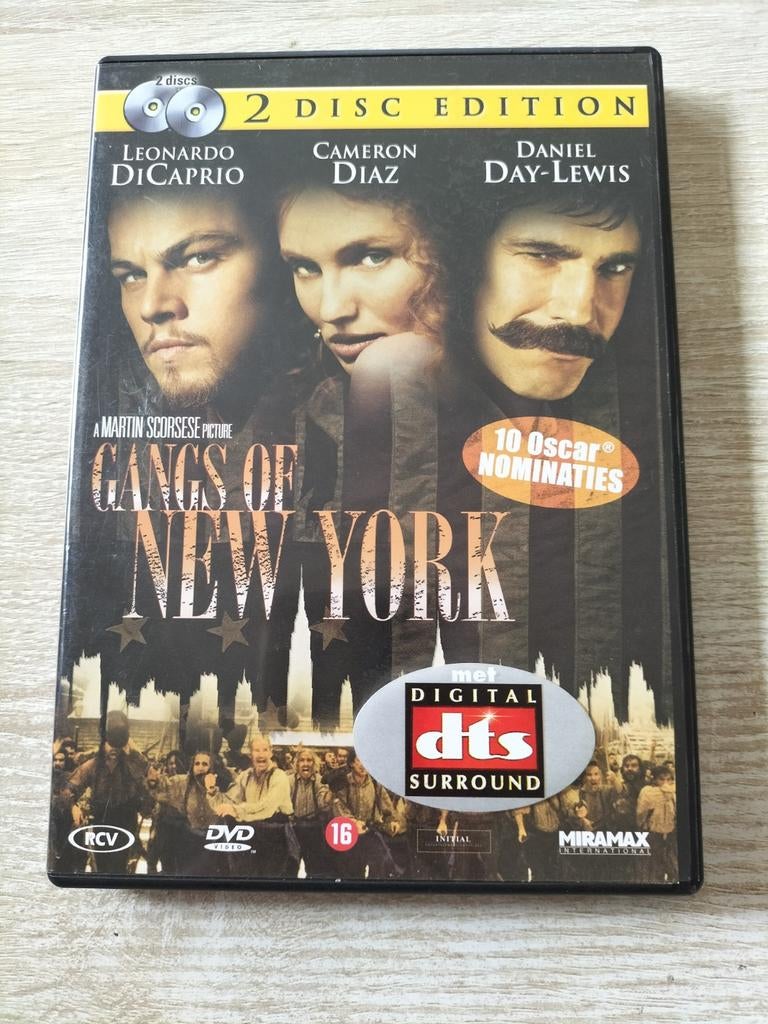 2 discs
2 DISC EDITION
LEONARDO DICAPRIO
CAMERON DIAZ
DANIEL DAY-LEWIS
A MARTIN SCORSESE PICTURE
GANGS OF
NEW YORK
10 Oscar®
NOMINATIES
met
DIGITAL
dts
SURROUND
RCV
DVD
VIDEO
16
INITIAL
MIRAMAX
INTERNATIONAL